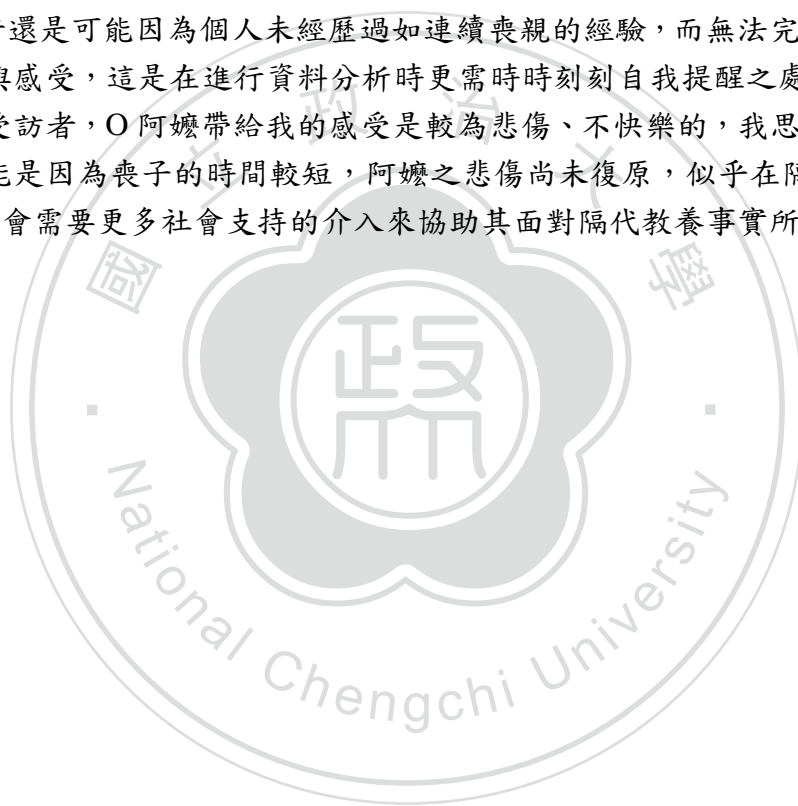 還是可能因為個人未經歷過如連續喪親的經驗，而無法完
感受，這是在進行資料分析時更需時時刻刻自我提醒之處
受訪者，O 阿嬤帶給我的感受是較為悲傷、不快樂的，我思
是因為喪子的時間較短，阿嬤之悲傷尚未復原，似乎在隔
會需要更多社會支持的介入來協助其面對隔代教養事實所
國立政治大學
政
National Chengchi University